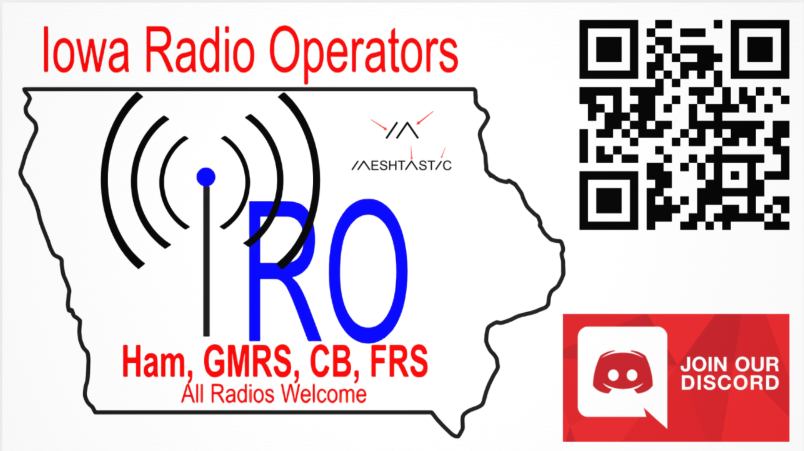 Iowa Radio Operators
//\
MESHTASTIC
IRO
Ham, GMRS, CB, FRS
All Radios Welcome
JOIN OUR
DISCORD